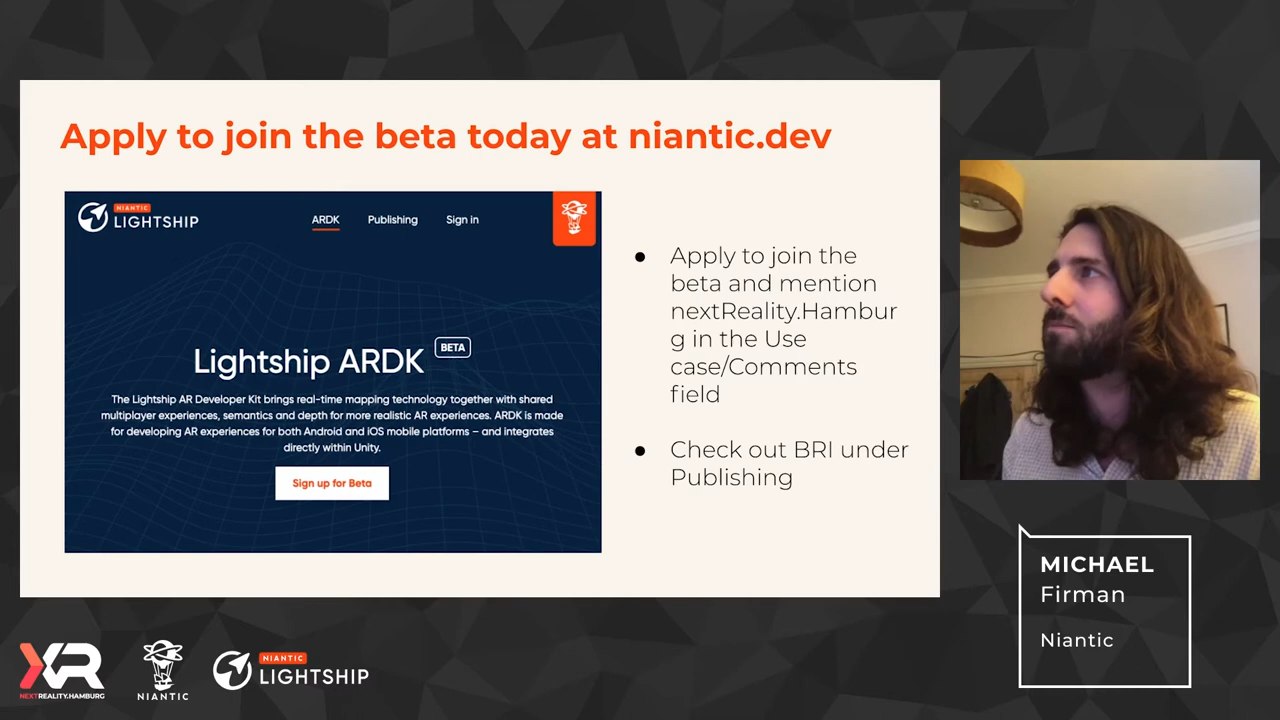 Apply to join the beta today at niantic.dev
NIANTIC
LIGHTSHIP
ARDK
Publishing
Sign in
Lightship ARDK
BETA
The Lightship AR Developer Kit brings real-time mapping technology together with shared
multiplayer experiences, semantics and depth for more realistic AR experiences. ARDK is made
for developing AR experiences for both Android and iOS mobile platforms – and integrates
directly within Unity.
Sign up for Beta
● Apply to join the
beta and mention
nextReality.Hambur
g in the Use
case/Comments
field
● Check out BRI under
Publishing
MICHAEL
Firman
Niantic
XR
NEXTREALITY.HAMBURG
NIANTIC
NIANTIC
LIGHTSHIP